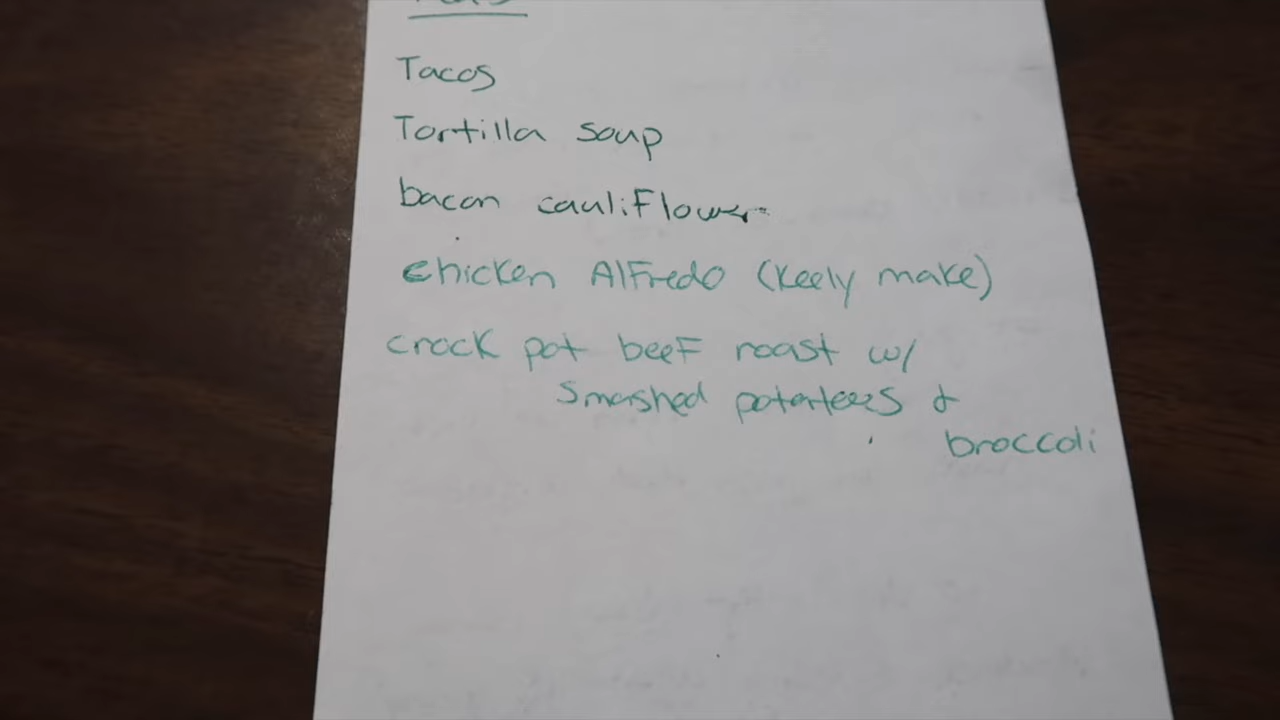 Tacos
Tortilla soup
bacon cauliflower
chicken Alfredo (Keely make)
crock pot beef roast w/
smashed potatoes &
broccoli